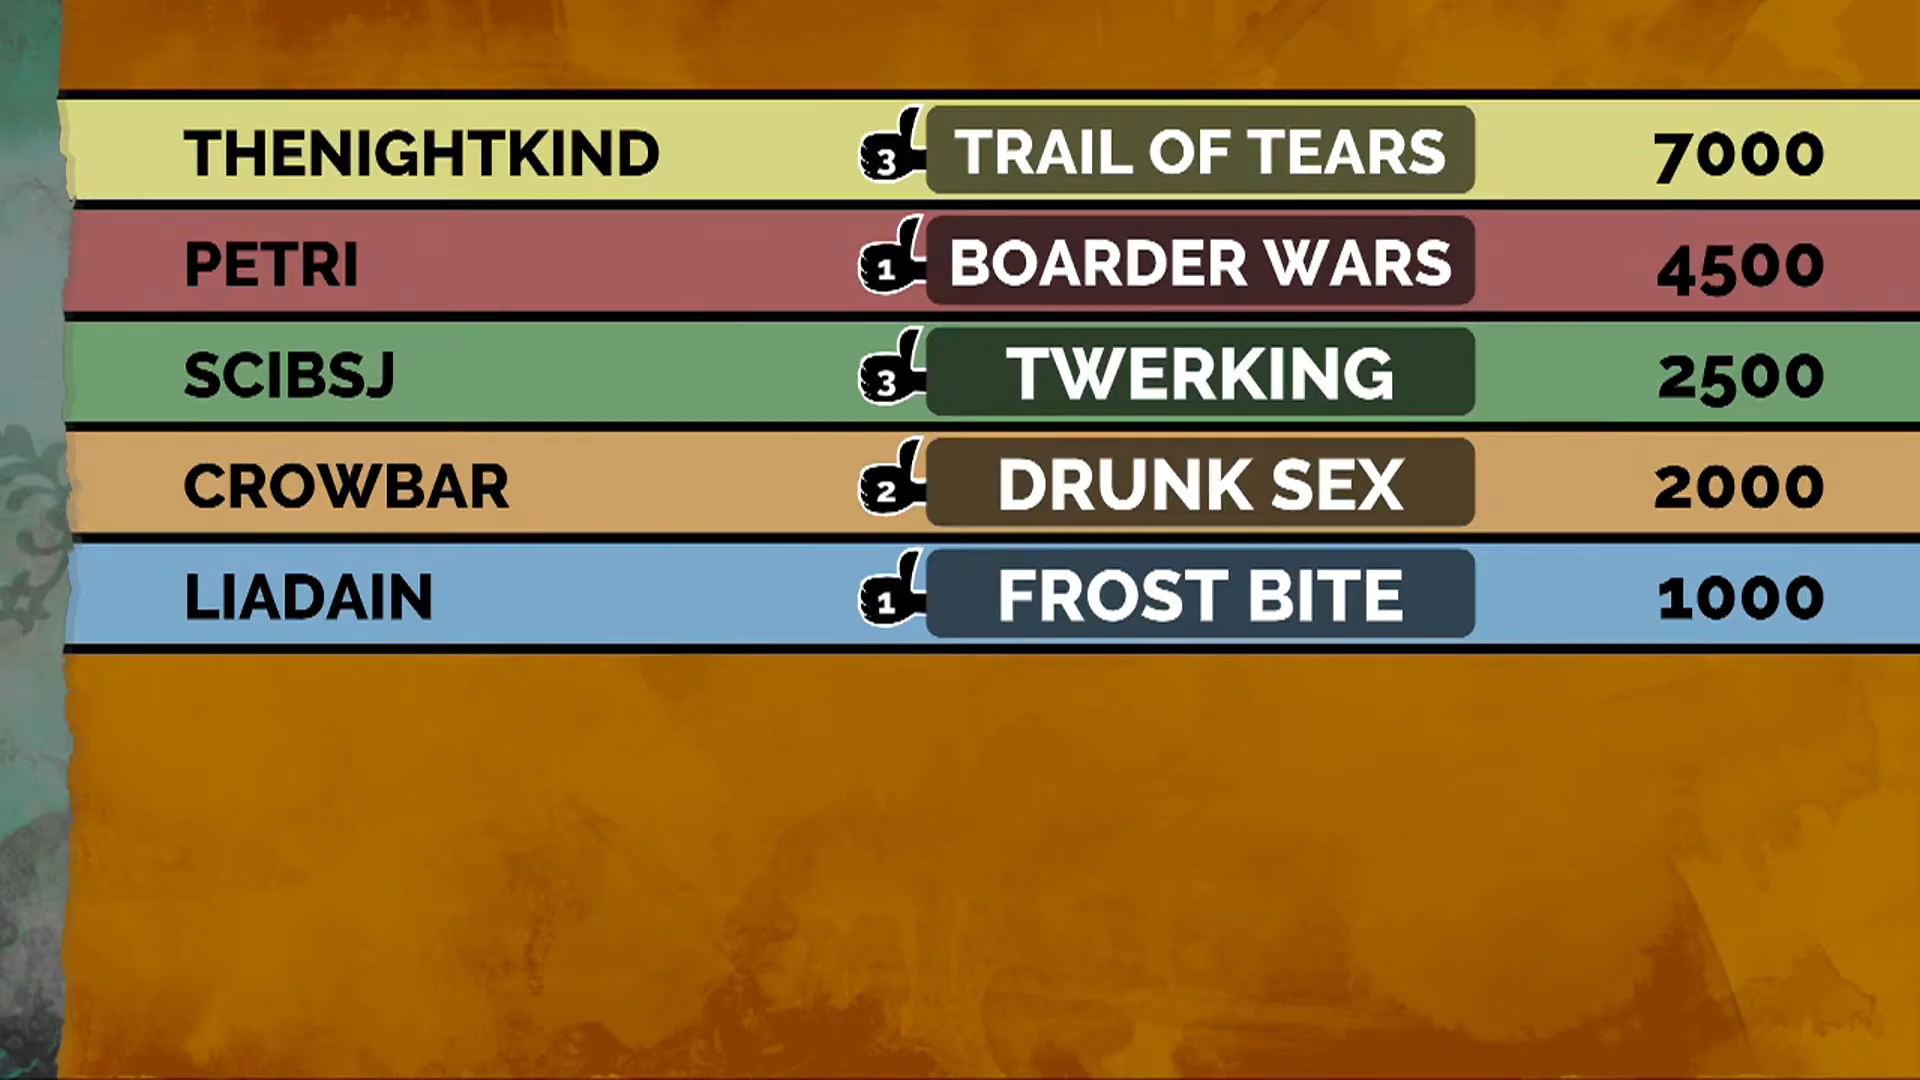 THENIGHTKIND 3 TRAIL OF TEARS 7000
PETRI 1 BOARDER WARS 4500
SCIBSJ 3 TWERKING 2500
CROWBAR 2 DRUNK SEX 2000
LIADAIN 1 FROST BITE 1000